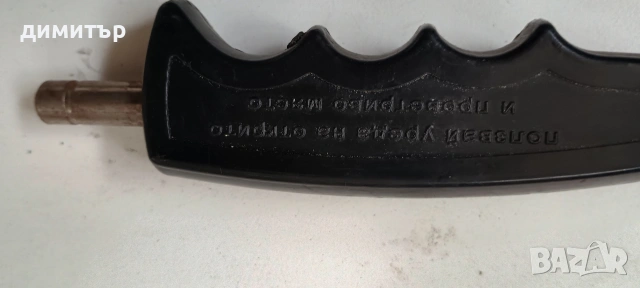 димитър
ползвай уреда на открито
и проветриво място
BAZAR